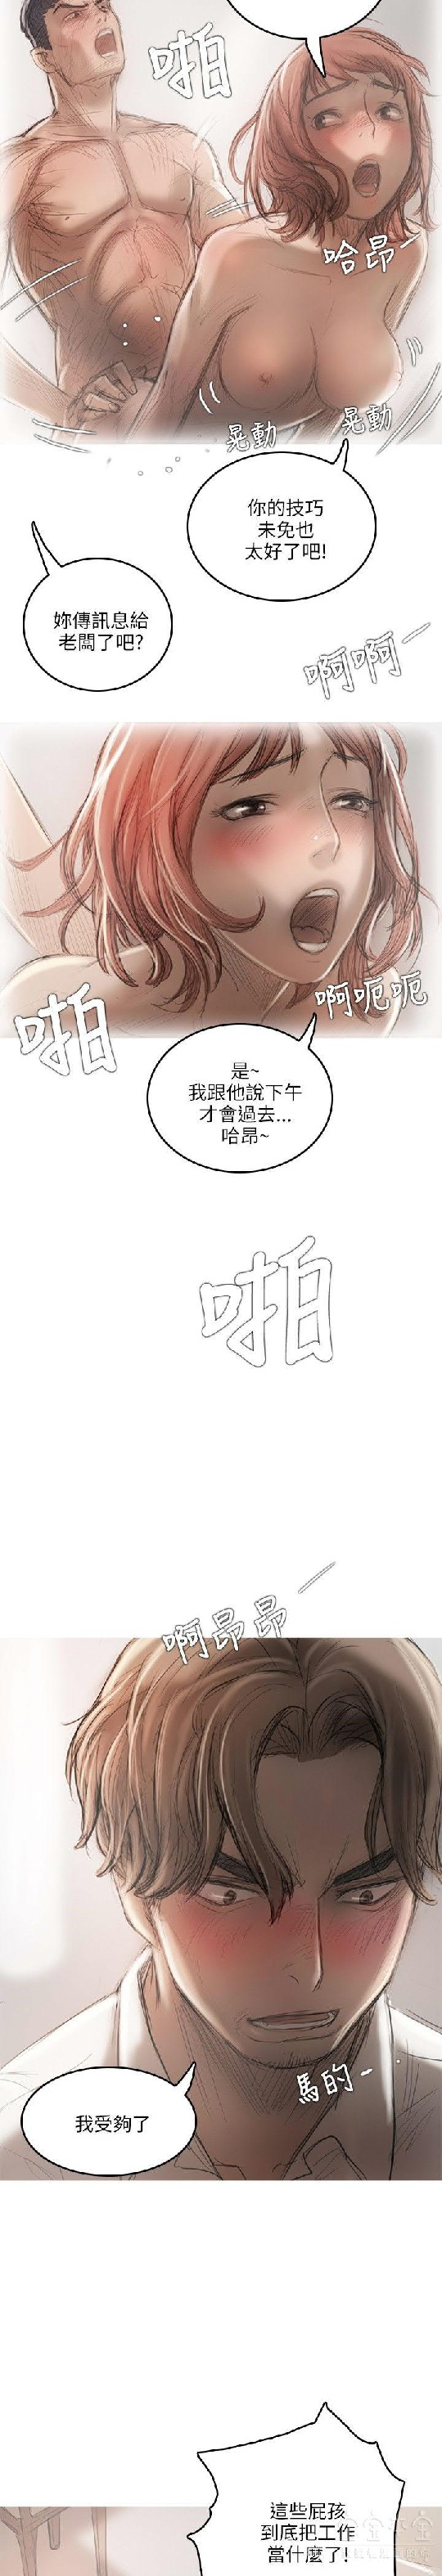 啪
哈昂
晃動
晃動
你的技巧
未免也
太好了吧!
妳傳訊息給
老闆了吧?
啊啊
啊呃呃
啪
是~
我跟他說下午
才會過去...
哈昂~
啪
啊昂昂
馬的
我受夠了
這些屁孩
到底把工作
當什麼了!